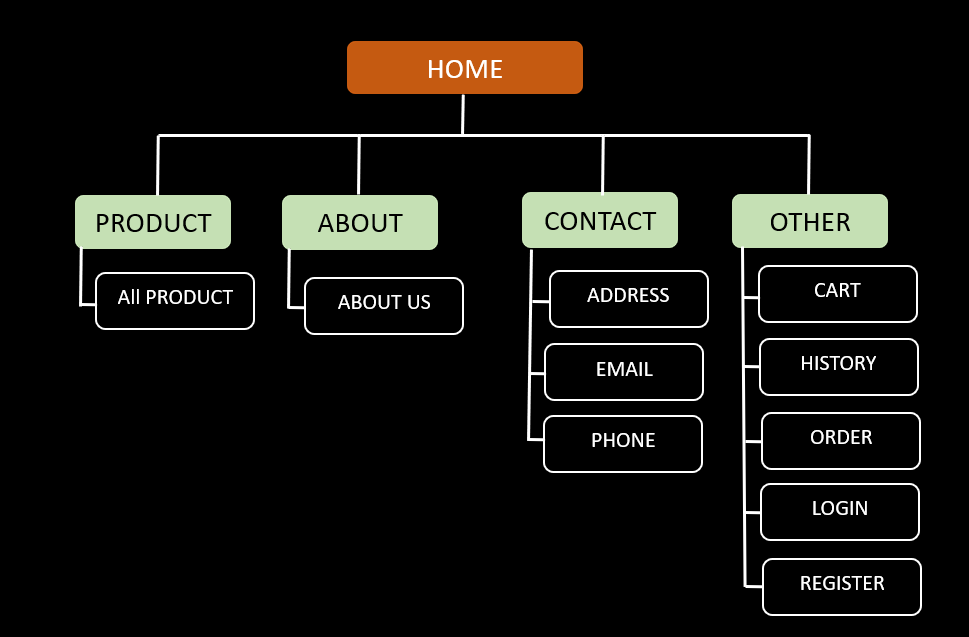 HOME
PRODUCT
All PRODUCT
ABOUT
ABOUT US
CONTACT
ADDRESS
EMAIL
PHONE
OTHER
CART
HISTORY
ORDER
LOGIN
REGISTER